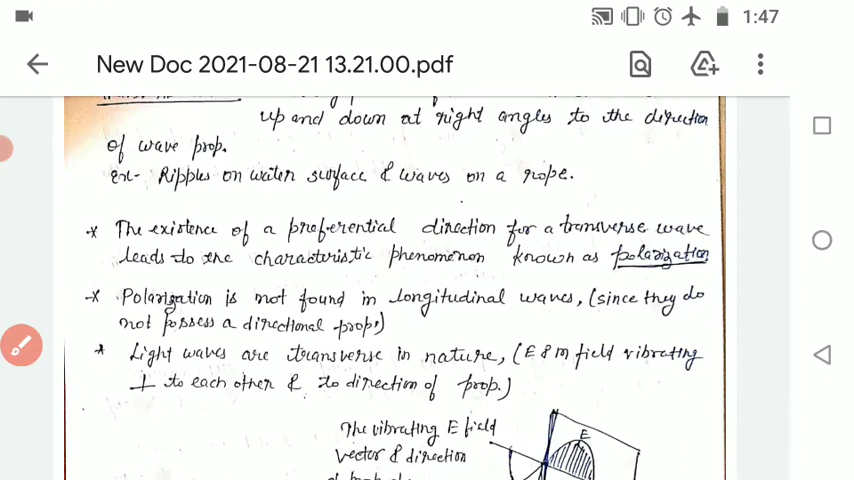 1:47
New Doc 2021-08-21 13.21.00.pdf
up and down at right angles to the direction
of wave prop.
Ex- Ripples on water surface & waves on a rope.
* The existence of a preferential direction for a transverse wave
leads to the characteristic phenomenon known as polarization
* Polarization is not found in longitudinal waves, (since they do
not possess a directional prop.)
* Light waves are transverse in nature, (E & M field vibrating
⊥ to each other & to direction of prop.)
The vibrating E field
E
vector & direction